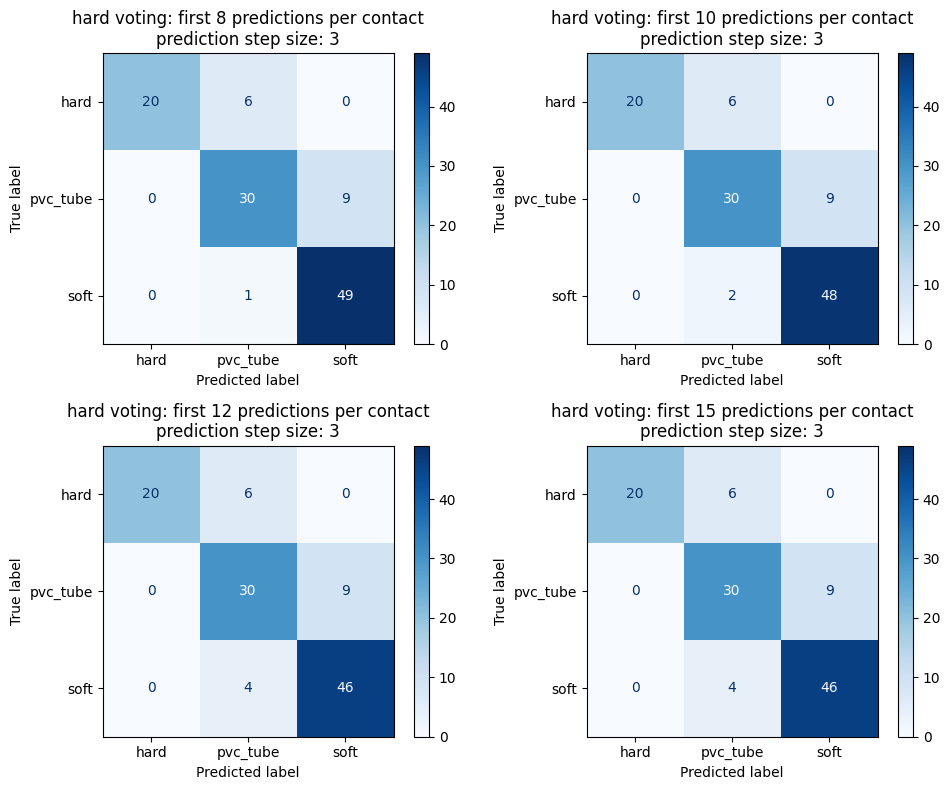 hard voting: first 8 predictions per contact
prediction step size: 3
True label
hard
pvc_tube
soft
20 6 0
0 30 9
0 1 49
hard pvc_tube soft
Predicted label
40
30
20
10
0
hard voting: first 10 predictions per contact
prediction step size: 3
True label
hard
pvc_tube
soft
20 6 0
0 30 9
0 2 48
hard pvc_tube soft
Predicted label
40
30
20
10
0
hard voting: first 12 predictions per contact
prediction step size: 3
True label
hard
pvc_tube
soft
20 6 0
0 30 9
0 4 46
hard pvc_tube soft
Predicted label
40
30
20
10
0
hard voting: first 15 predictions per contact
prediction step size: 3
True label
hard
pvc_tube
soft
20 6 0
0 30 9
0 4 46
hard pvc_tube soft
Predicted label
40
30
20
10
0